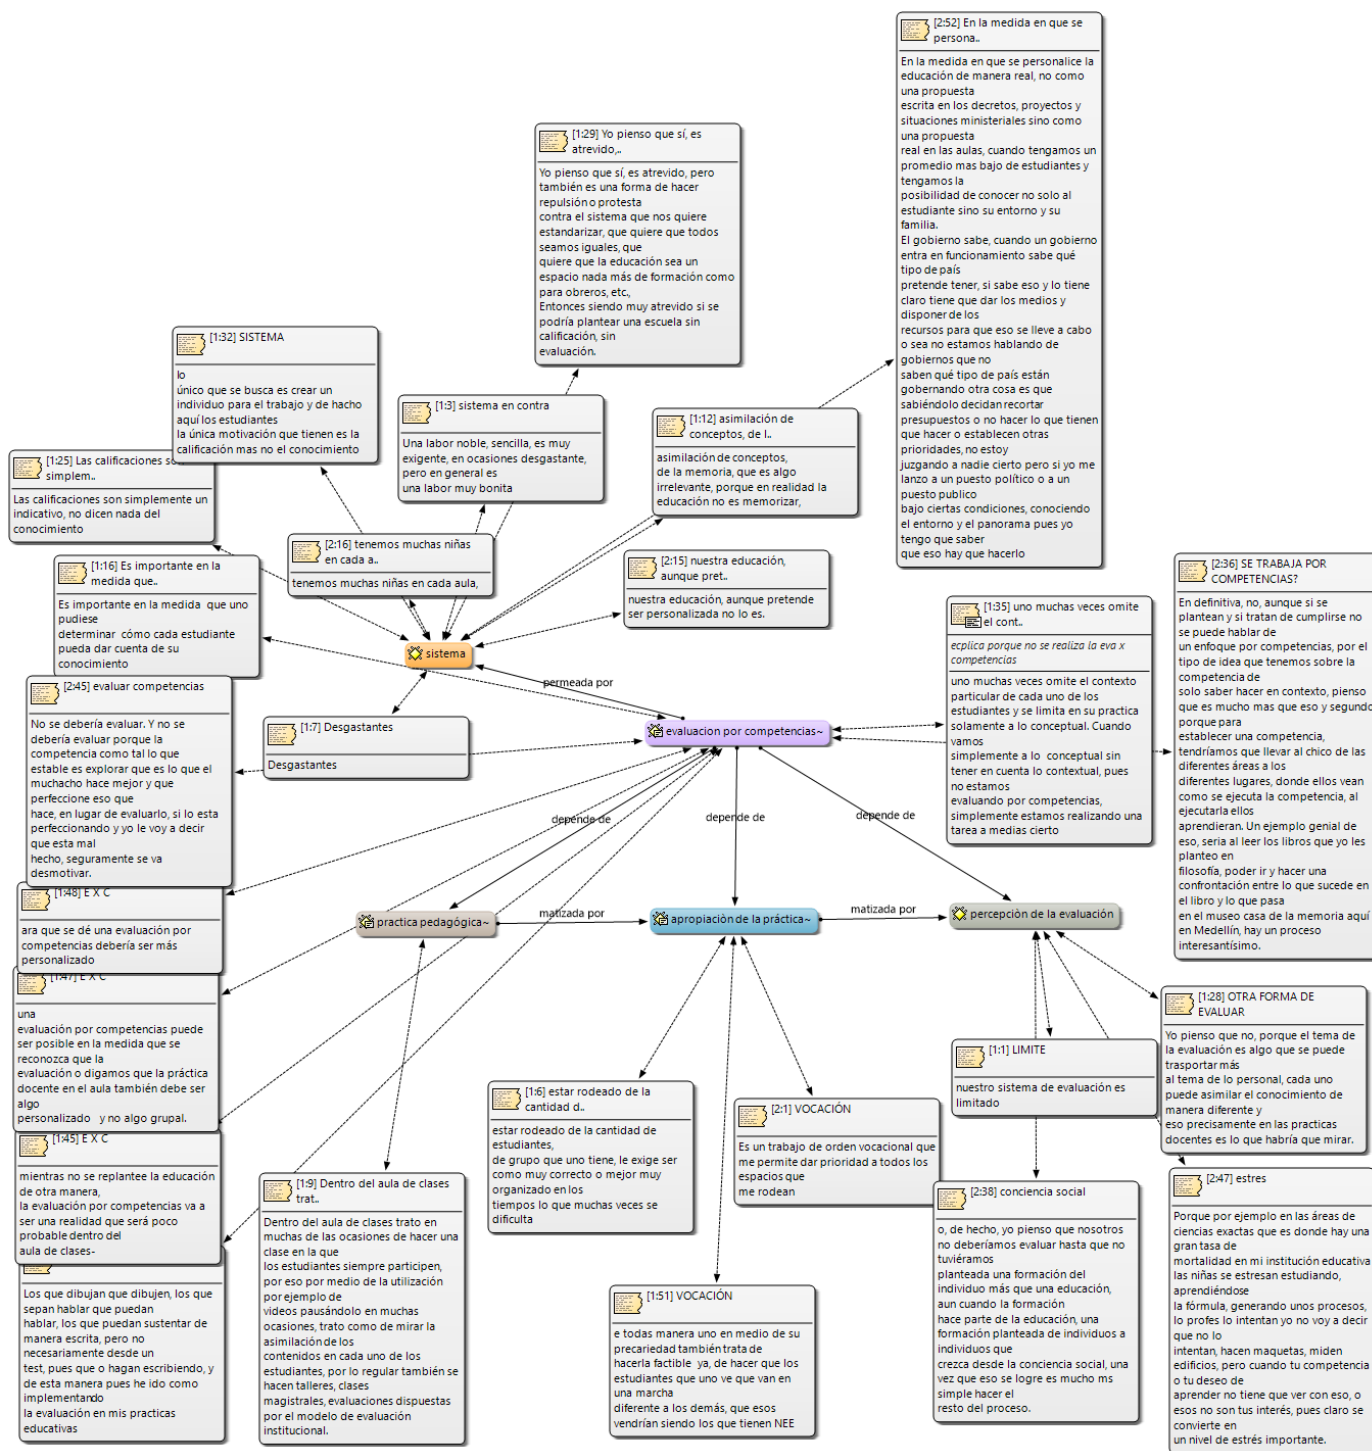 [2:52] En la medida en que se
persona..
En la medida en que se personalice la
educación de manera real, no como
una propuesta
escrita en los decretos, proyectos y
situaciones ministeriales sino como
una propuesta
real en las aulas, cuando tengamos un
promedio mas bajo de estudiantes y
tengamos la
posibilidad de conocer no solo al
estudiante sino su entorno y su
familia.
El gobierno sabe, cuando un gobierno
entra en funcionamiento sabe qué
tipo de país
pretende tener, si sabe eso y lo tiene
claro tiene que dar los medios y
disponer de los
recursos para que eso se lleve a cabo
o sea no estamos hablando de
gobiernos que no
saben qué tipo de país están
gobernando otra cosa es que
sabiéndolo decidan recortar
presupuestos o no hacer lo que tienen
que hacer o establecen otras
prioridades, no estoy
juzgando a nadie cierto pero si yo me
lanzo a un puesto político o a un
puesto publico
bajo ciertas condiciones, conociendo
el entorno y el panorama pues yo
tengo que saber
que eso hay que hacerlo
[1:29] Yo pienso que sí, es
atrevido,..
Yo pienso que sí, es atrevido, pero
también es una forma de hacer
repulsión o protesta
contra el sistema que nos quiere
estandarizar, que quiere que todos
seamos iguales, que
quiere que la educación sea un
espacio nada más de formación como
para obreros, etc.,
Entonces siendo muy atrevido si se
podría plantear una escuela sin
calificación, sin
evaluación.
[1:32] SISTEMA
lo
único que se busca es crear un
individuo para el trabajo y de hacho
aquí los estudiantes
la única motivación que tienen es la
calificación mas no el conocimiento
[1:3] sistema en contra
Una labor noble, sencilla, es muy
exigente, en ocasiones desgastante,
pero en general es
una labor muy bonita
[1:12] asimilación de
conceptos, de l..
asimilación de conceptos,
de la memoria, que es algo
irrelevante, porque en realidad la
educación no es memorizar,
[1:25] Las calificaciones son
simplem..
Las calificaciones son simplemente un
indicativo, no dicen nada del
conocimiento
[2:16] tenemos muchas niñas
en cada a..
tenemos muchas niñas en cada aula,
[2:15] nuestra educación,
aunque pret..
nuestra educación, aunque pretende
ser personalizada no lo es.
[1:16] Es importante en la
medida que..
Es importante en la medida que uno
pudiese
determinar cómo cada estudiante
pueda dar cuenta de su
conocimiento
[2:36] SE TRABAJA POR
COMPETENCIAS?
En definitiva, no, aunque si se
plantean y si tratan de cumplirse no
se puede hablar de
un enfoque por competencias, por el
tipo de idea que tenemos sobre la
competencia de
solo saber hacer en contexto, pienso
que es mucho mas que eso y segundo
porque para
establecer una competencia,
tendríamos que llevar al chico de las
diferentes áreas a los
diferentes lugares, donde ellos vean
como se ejecuta la competencia, al
ejecutarla ellos
aprendieran. Un ejemplo genial de
eso, seria al leer los libros que yo les
planteo en
filosofía, poder ir y hacer una
confrontación entre lo que sucede en
el libro y lo que pasa
en el museo casa de la memoria aquí
en Medellín, hay un proceso
interesantísimo.
[1:35] uno muchas veces omite
el cont..
ecplica porque no se realiza la eva x
competencias
uno muchas veces omite el contexto
particular de cada uno de los
estudiantes y se limita en su practica
solamente a lo conceptual. Cuando
vamos
simplemente a lo conceptual sin
tener en cuenta lo contextual, pues
no estamos
evaluando por competencias,
simplemente estamos realizando una
tarea a medias cierto
sistema
permeada por
[2:45] evaluar competencias
No se debería evaluar. Y no se
debería evaluar porque la
competencia como tal lo que
estable es explorar que es lo que el
muchacho hace mejor y que
perfeccione eso que
hace, en lugar de evaluarlo, si lo esta
perfeccionando y yo le voy a decir
que esta mal
hecho, seguramente se va
desmotivar.
[1:7] Desgastantes
Desgastantes
evaluacion por competencias~
depende de
depende de
depende de
[1:48] E X C
ara que se dé una evaluación por
competencias debería ser más
personalizado
practica pedagógica~
matizada por
apropiaciòn de la práctica~
matizada por
percepciòn de la evaluación
[1:47] E X C
una
evaluación por competencias puede
ser posible en la medida que se
reconozca que la
evaluación o digamos que la práctica
docente en el aula también debe ser
algo
personalizado y no algo grupal.
[1:28] OTRA FORMA DE
EVALUAR
Yo pienso que no, porque el tema de
la evaluación es algo que se puede
trasportar más
al tema de lo personal, cada uno
puede asimilar el conocimiento de
manera diferente y
eso precisamente en las practicas
docentes es lo que habría que mirar.
[1:1] LIMITE
nuestro sistema de evaluación es
limitado
[1:6] estar rodeado de la
cantidad d..
estar rodeado de la cantidad de
estudiantes,
de grupo que uno tiene, le exige ser
como muy correcto o mejor muy
organizado en los
tiempos lo que muchas veces se
dificulta
[2:1] VOCACIÓN
Es un trabajo de orden vocacional que
me permite dar prioridad a todos los
espacios que
me rodean
[1:45] E X C
mientras no se replantee la educación
de otra manera,
la evaluación por competencias va a
ser una realidad que será poco
probable dentro del
aula de clases-
[1:9] Dentro del aula de clases
trat..
Dentro del aula de clases trato en
muchas de las ocasiones de hacer una
clase en la que
los estudiantes siempre participen,
por eso por medio de la utilización
por ejemplo de
videos pausándolo en muchas
ocasiones, trato como de mirar la
asimilación de los
contenidos en cada uno de los
estudiantes, por lo regular también se
hacen talleres, clases
magistrales, evaluaciones dispuestas
por el modelo de evaluación
institucional.
[2:38] conciencia social
o, de hecho, yo pienso que nosotros
no deberíamos evaluar hasta que no
tuviéramos
planteada una formación del
individuo más que una educación,
aun cuando la formación
hace parte de la educación, una
formación planteada de individuos a
individuos que
crezca desde la conciencia social, una
vez que eso se logre es mucho ms
simple hacer el
resto del proceso.
[2:47] estres
Porque por ejemplo en las áreas de
ciencias exactas que es donde hay una
gran tasa de
mortalidad en mi institución educativa
las niñas se estresan estudiando,
aprendiéndose
la fórmula, generando unos procesos,
lo profes lo intentan yo no voy a decir
que no lo
intentan, hacen maquetas, miden
edificios, pero cuando tu competencia
o tu deseo de
aprender no tiene que ver con eso, o
esos no son tus interés, pues claro se
convierte en
un nivel de estrés importante.
Los que dibujan que dibujen, los que
sepan hablar que puedan
hablar, los que puedan sustentar de
manera escrita, pero no
necesariamente desde un
test, pues que o hagan escribiendo, y
de esta manera pues he ido como
implementando
la evaluación en mis practicas
educativas
[1:51] VOCACIÓN
e todas manera uno en medio de su
precariedad también trata de
hacerla factible ya, de hacer que los
estudiantes que uno ve que van en
una marcha
diferente a los demás, que esos
vendrían siendo los que tienen NEE